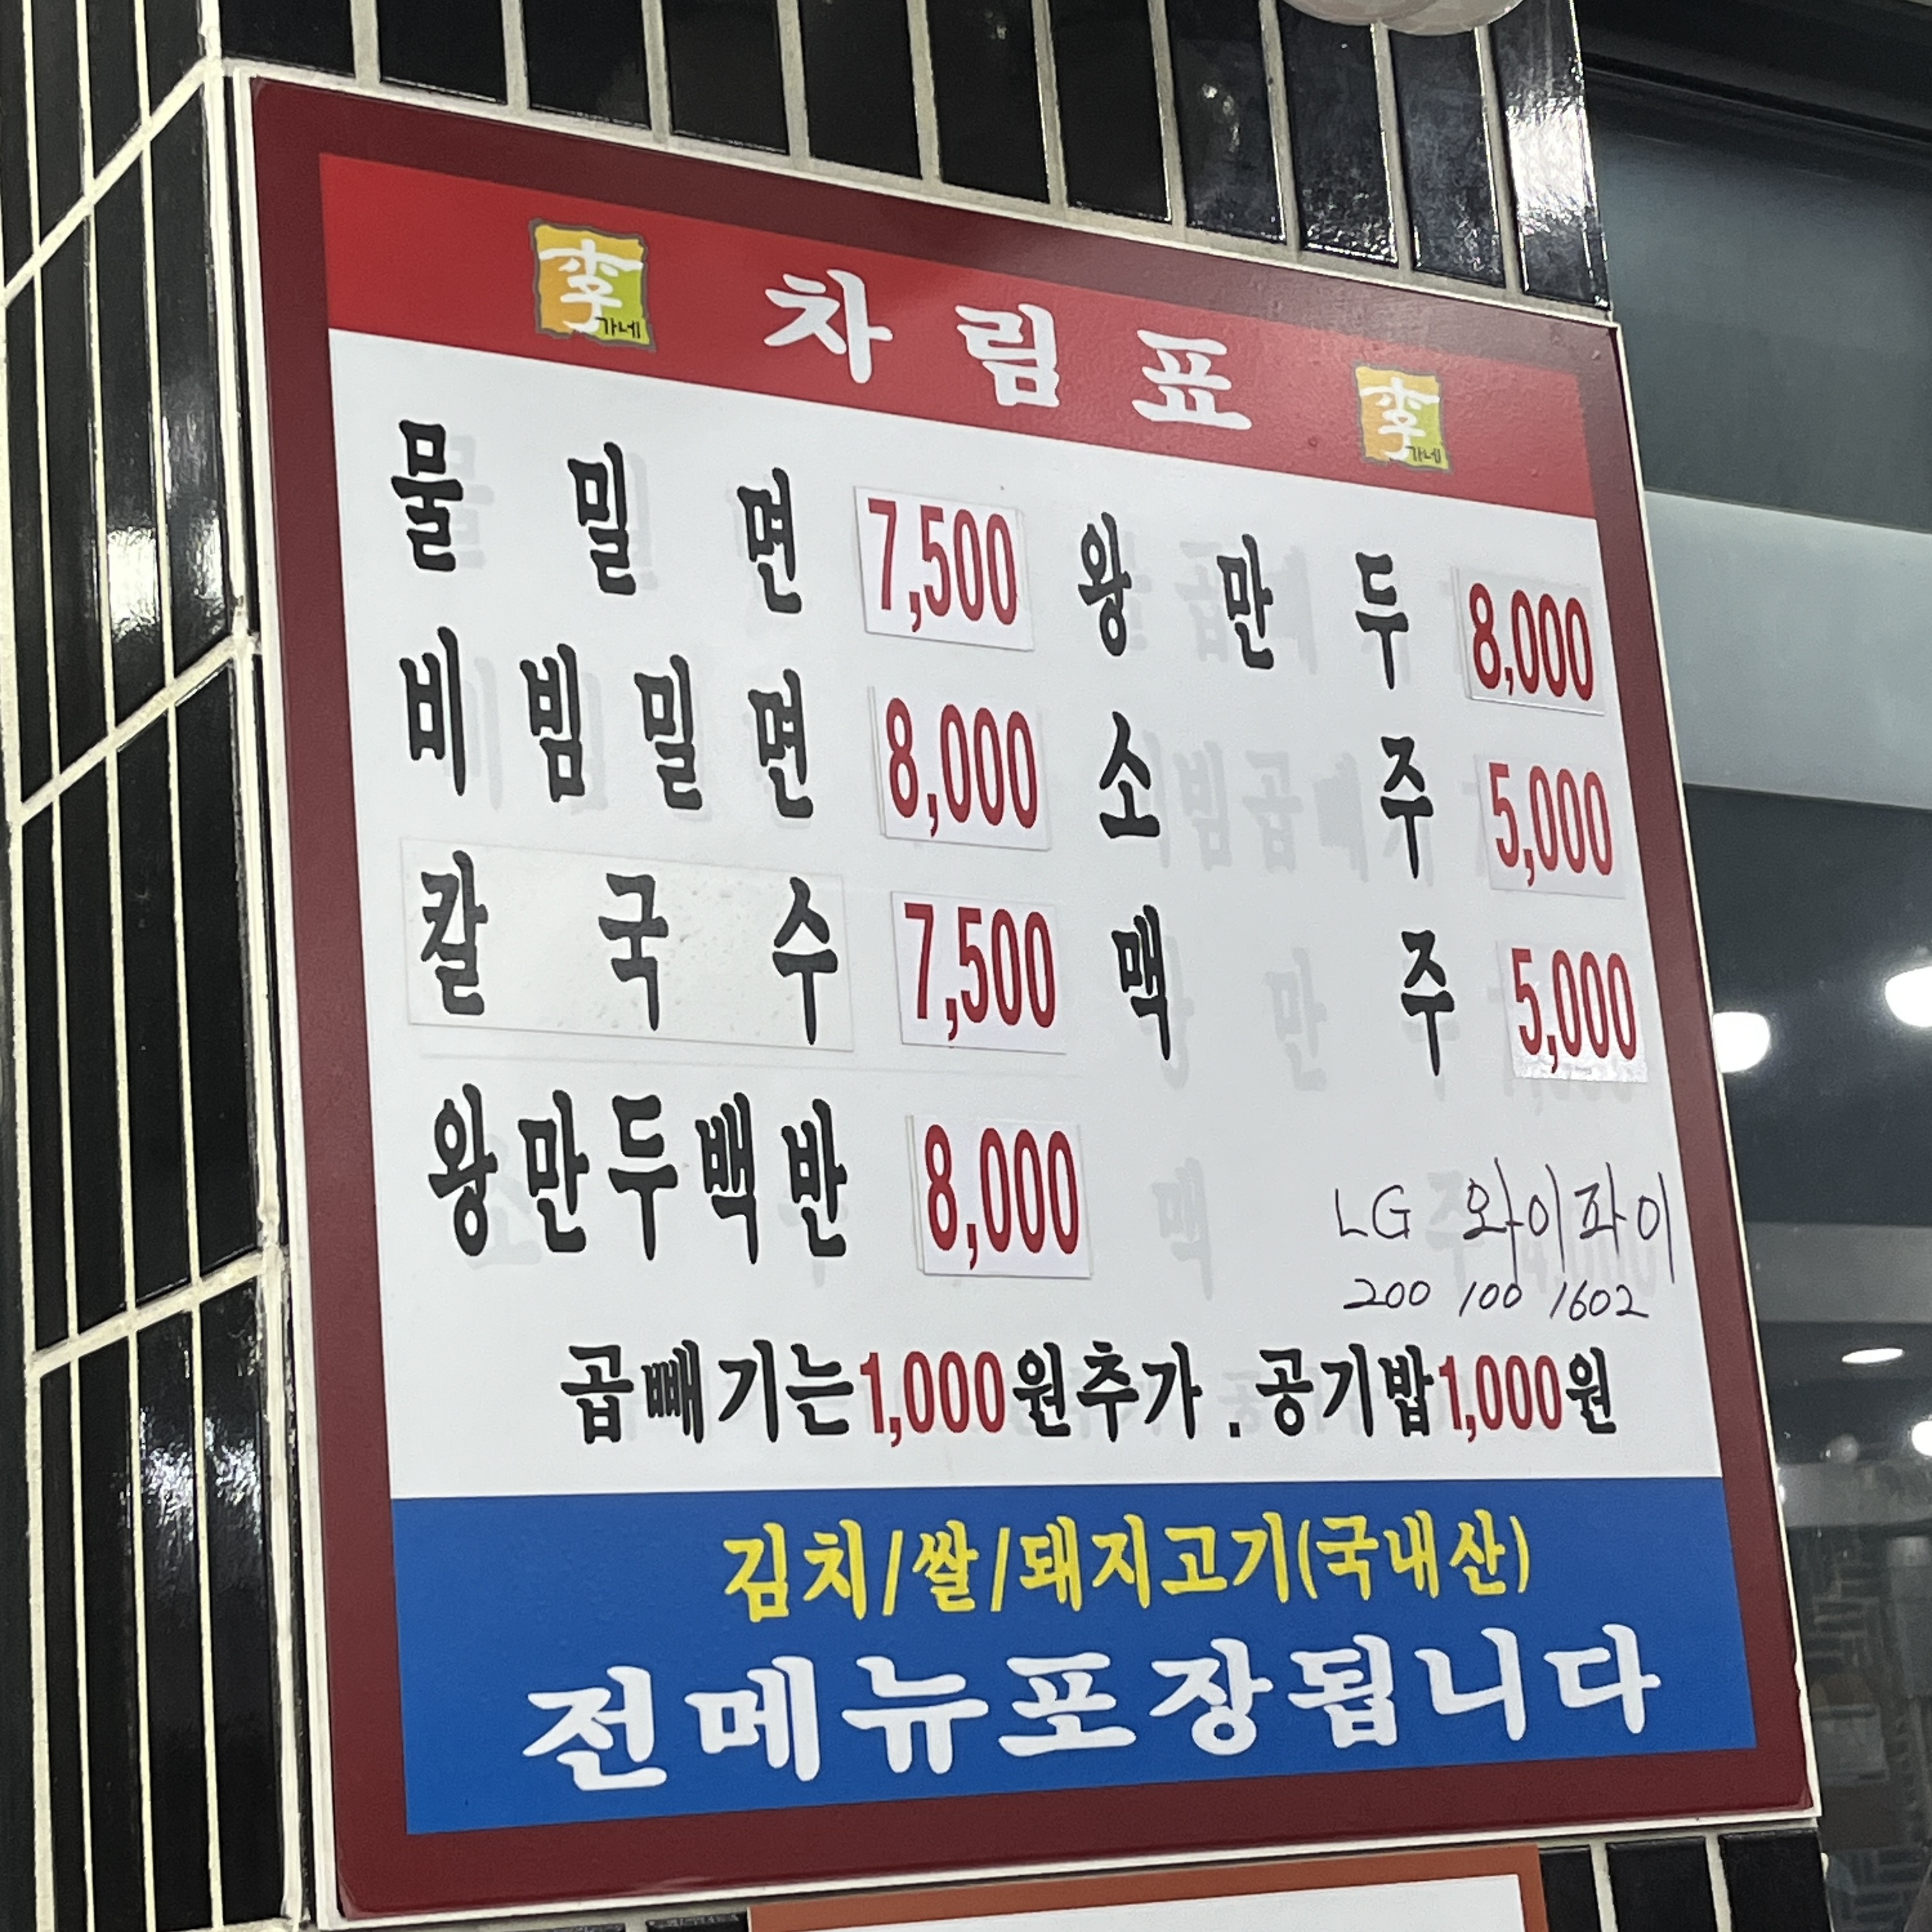 李 가네 차림표 李 가네
물밀면 7,500 왕만두 8,000
비빔밀면 8,000 소주 5,000
칼국수 7,500 맥주 5,000
왕만두백반 8,000
LG 와이파이
200 100 1602
곱빼기는1,000원추가.공기밥1,000원
김치/쌀/돼지고기(국내산)
전메뉴포장됩니다